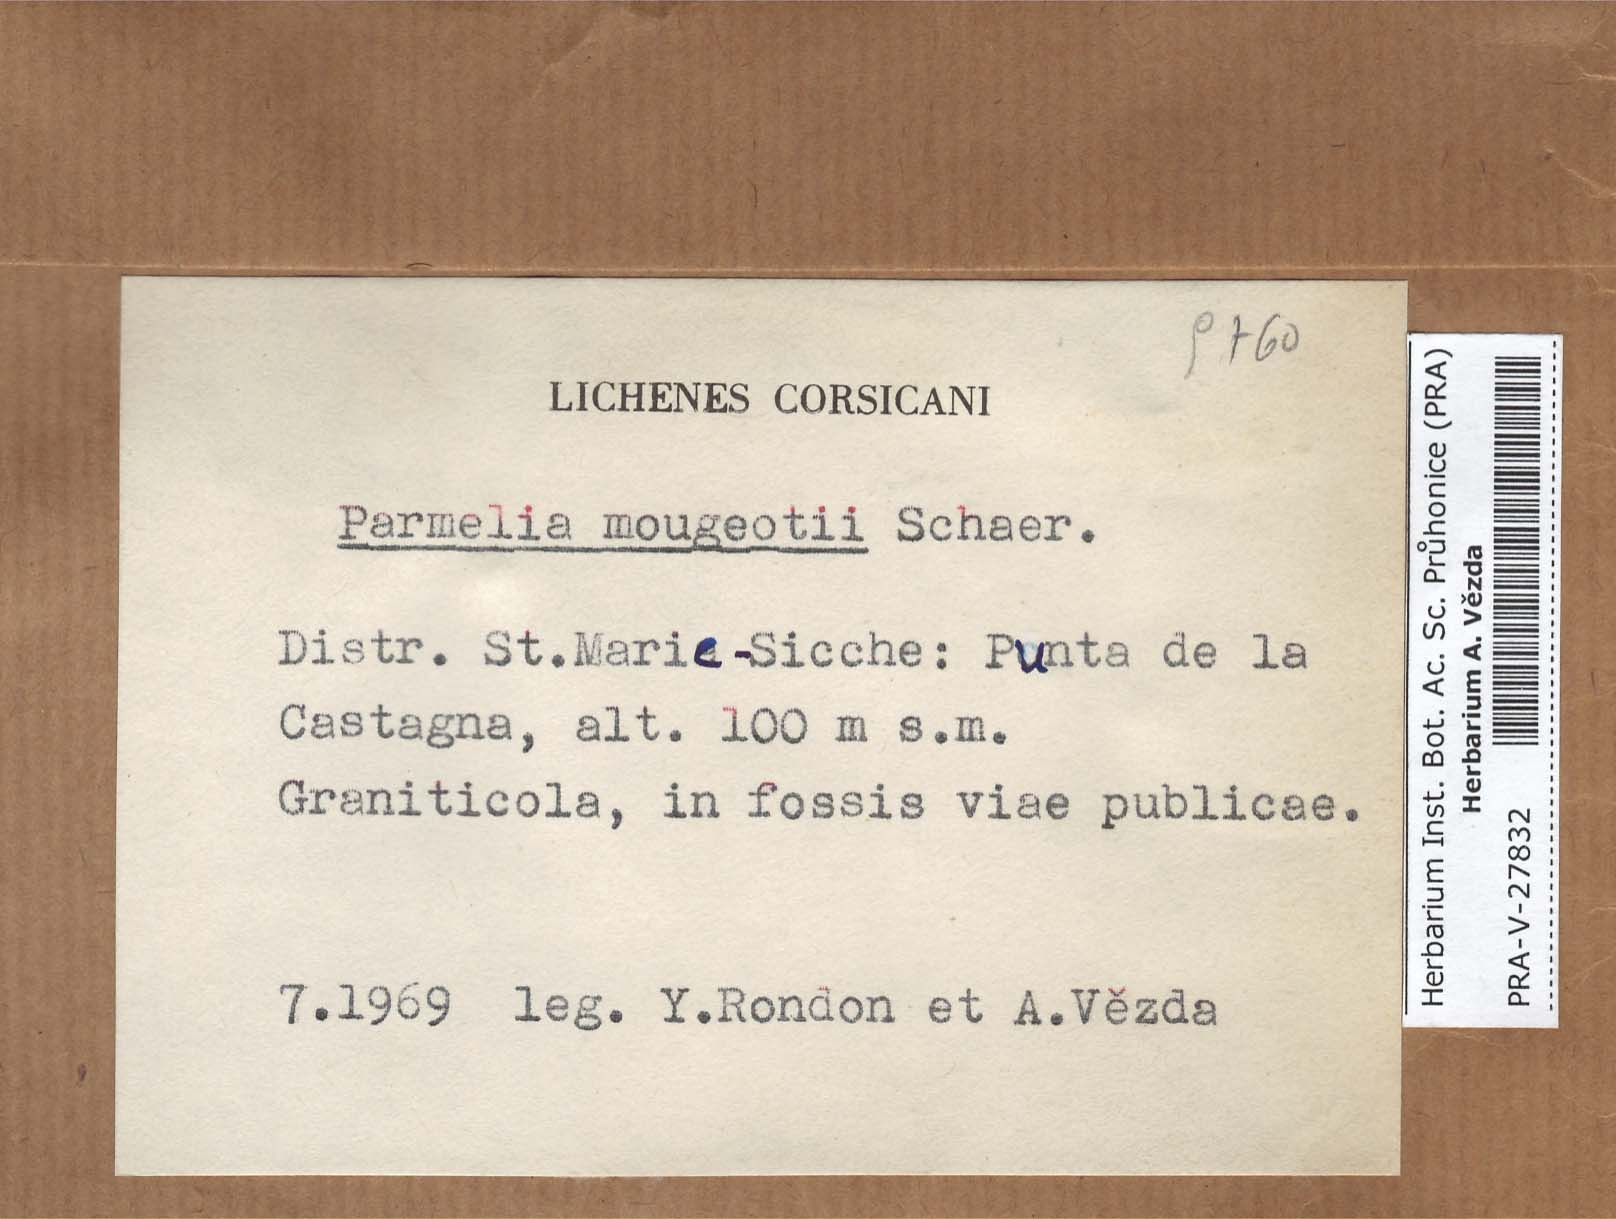 760
LICHENES CORSICANI
Parmelia mougeotii Schaer.
Distr. St.Marie-Sicche: Punta de la
Castagna, alt. 100 m s.m.
Graniticola, in fossis viae publicae.
7.1969 leg. Y.Rondon et A.Vězda
Herbarium Inst. Bot. Ac. Sc. Průhonice (PRA)
Herbarium A. Vězda
PRA-V-27832